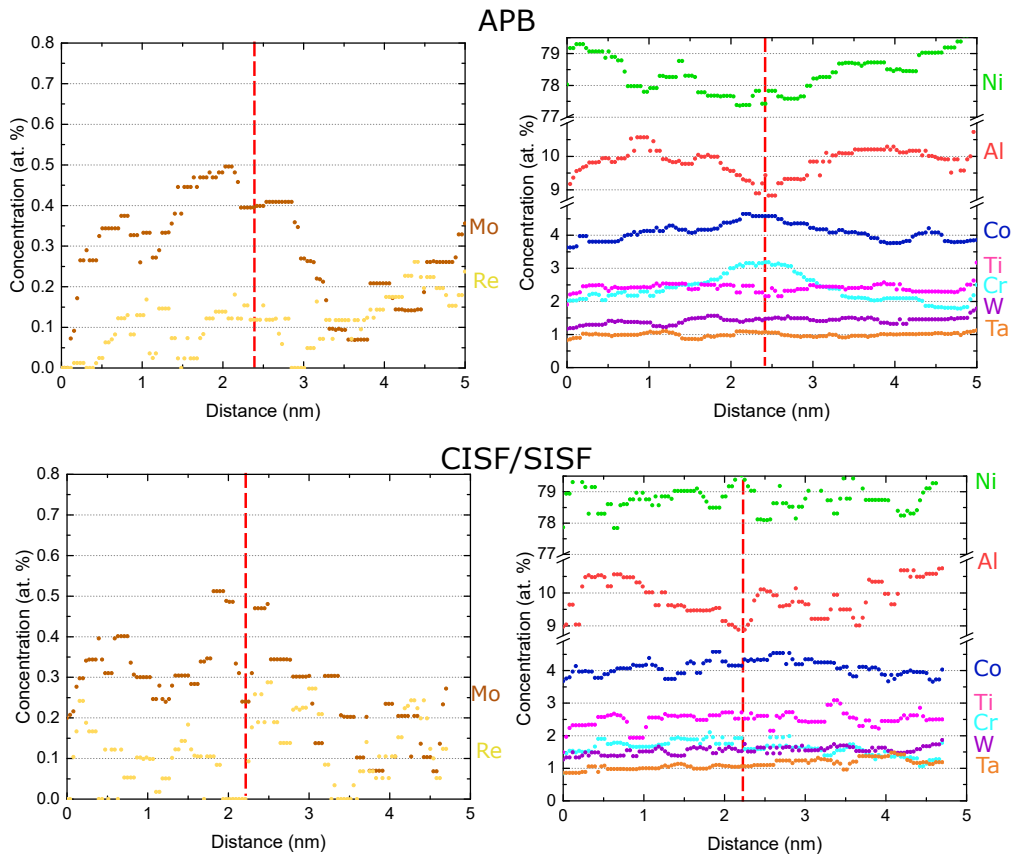 APB
0.8
0.7
0.6
0.5
0.4
0.3
0.2
0.1
0.0
Concentration (at. %)
Mo
Re
0 1 2 3 4 5
Distance (nm)
79
78
77
10
9
4
3
2
1
0
Concentration (at. %)
Ni
Al
Co
Ti
Cr
W
Ta
0 1 2 3 4 5
Distance (nm)
CISF/SISF
0.8
0.7
0.6
0.5
0.4
0.3
0.2
0.1
0.0
Concentration (at. %)
Mo
Re
0 1 2 3 4 5
Distance (nm)
79
78
77
10
9
4
3
2
1
0
Concentration (at. %)
Ni
Al
Co
Ti
Cr
W
Ta
0 1 2 3 4 5
Distance (nm)